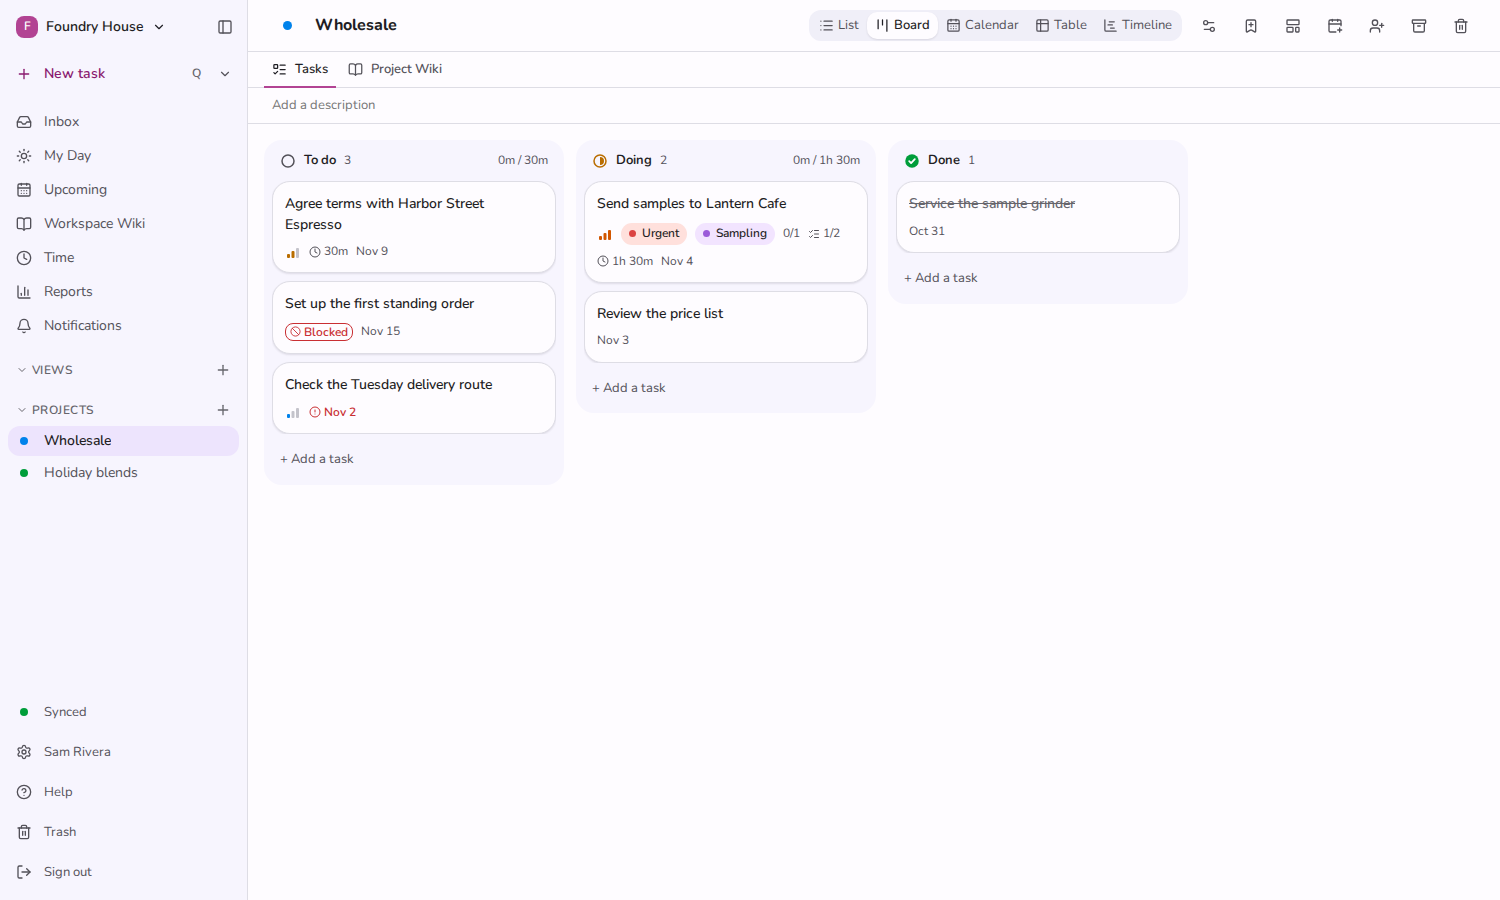 F Foundry House
New task Q
Inbox
My Day
Upcoming
Workspace Wiki
Time
Reports
Notifications
VIEWS
PROJECTS
Wholesale
Holiday blends
Synced
Sam Rivera
Help
Trash
Sign out
Wholesale
List Board Calendar Table Timeline
Tasks Project Wiki
Add a description
To do 3 0m / 30m
Agree terms with Harbor Street
Espresso
30m Nov 9
Set up the first standing order
Blocked Nov 15
Check the Tuesday delivery route
Nov 2
+ Add a task
Doing 2 0m / 1h 30m
Send samples to Lantern Cafe
Urgent Sampling 0/1 1/2
1h 30m Nov 4
Review the price list
Nov 3
+ Add a task
Done 1
Service the sample grinder
Oct 31
+ Add a task